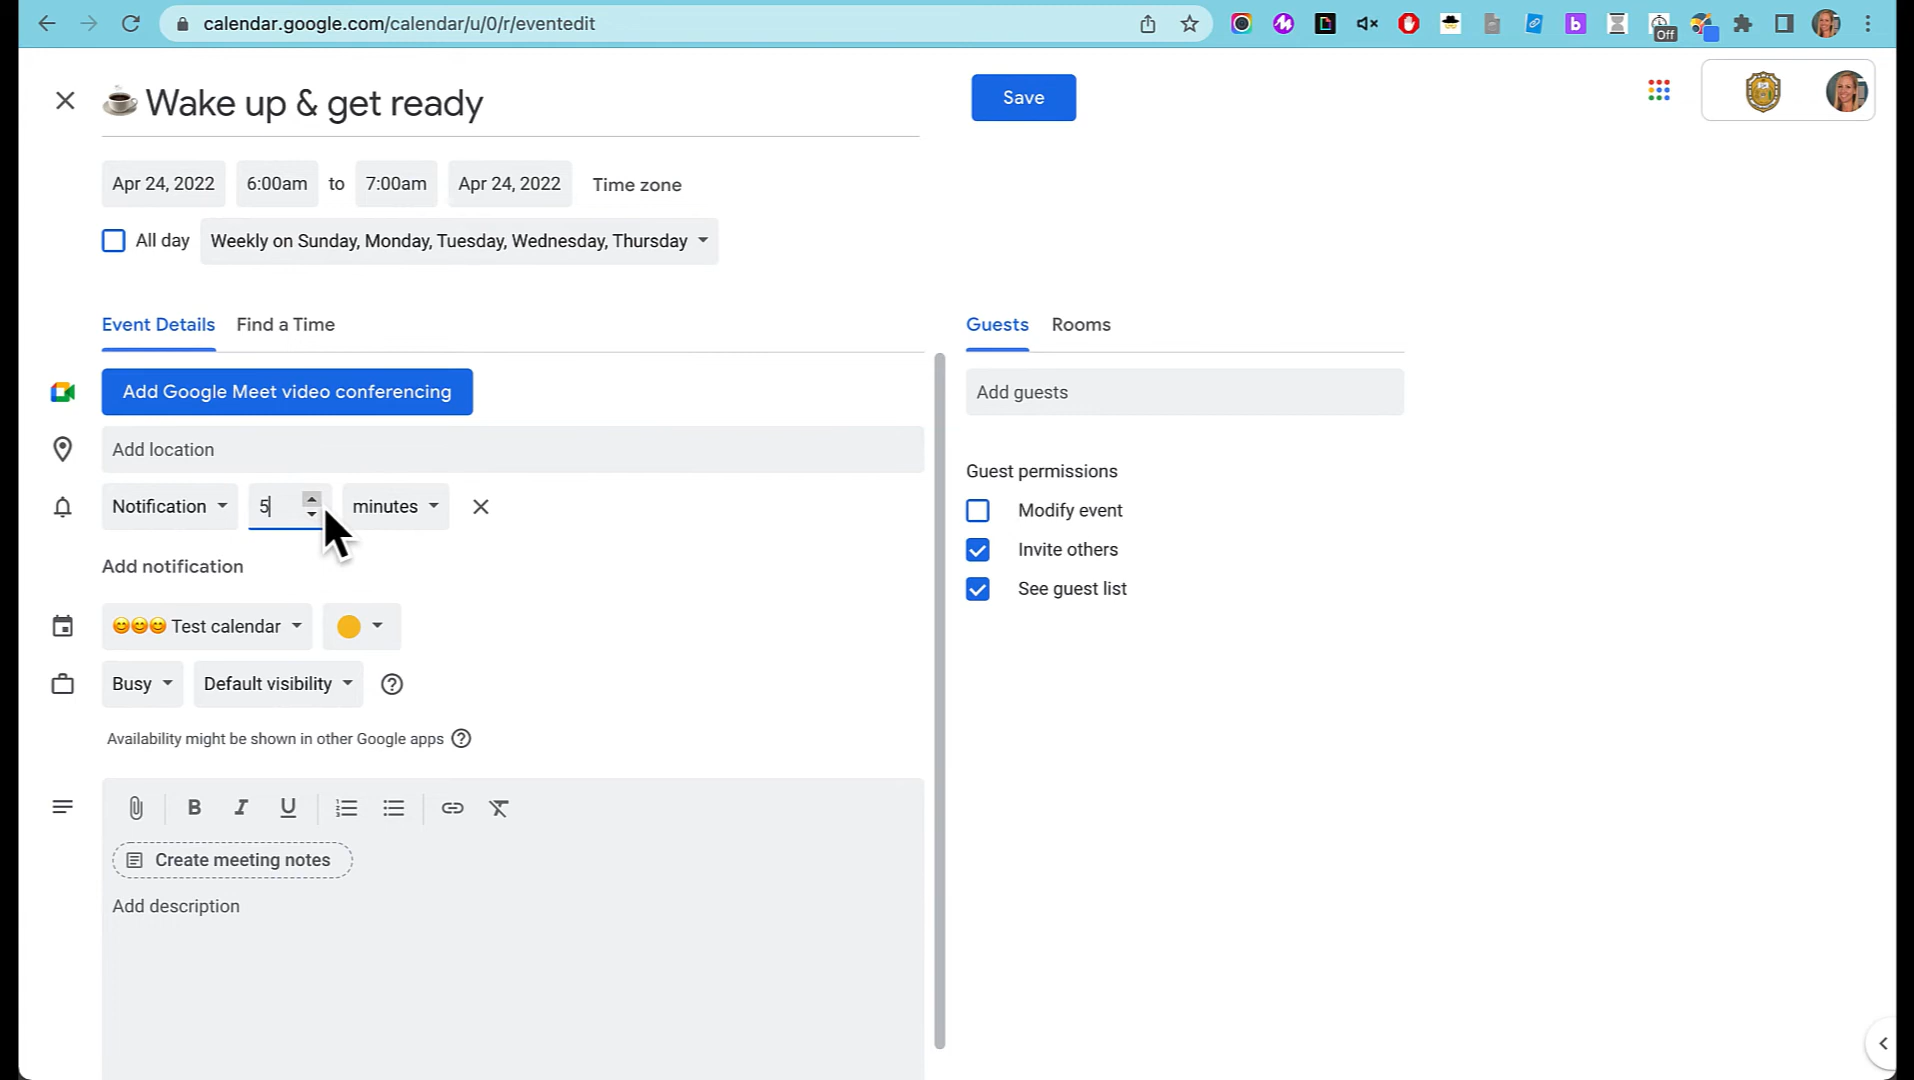 calendar.google.com/calendar/u/0/r/eventedit
Off
b
☕ Wake up & get ready
Save
Apr 24, 2022 6:00am to 7:00am Apr 24, 2022 Time zone
All day Weekly on Sunday, Monday, Tuesday, Wednesday, Thursday
Event Details Find a Time
Guests Rooms
Add Google Meet video conferencing
Add guests
Add location
Guest permissions
Notification 5 minutes
Modify event
Invite others
Add notification
See guest list
😊😊😊 Test calendar
Busy Default visibility
Availability might be shown in other Google apps
B I U
Create meeting notes
Add description